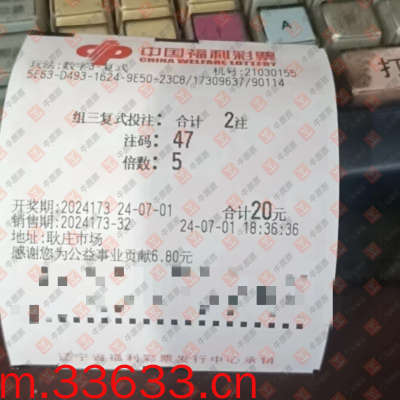 中国福利彩票
CHINA WELFARE LOTTERY
玩法:数字3-复式 机号:21030155
5E63-D493-1624-9E50-23C8/17309637/90114
组三复式投注: 合计 2注
注码: 47
倍数: 5
开奖期:2024173 24-07-01 合计20元
销售期:2024173-32 24-07-01 18:36:36
地址:耿庄市场
感谢您为公益事业贡献6.80元
辽宁省福利彩票发行中心承销
m.33633.cn
A
打